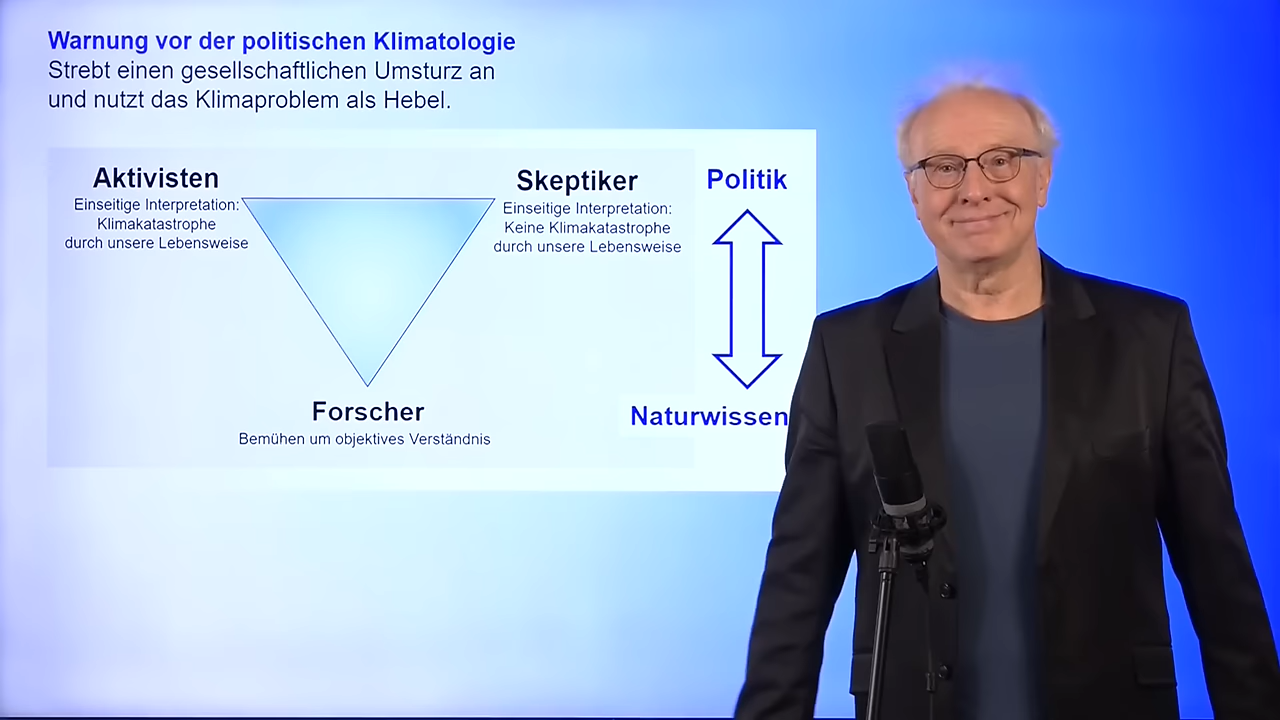 Warnung vor der politischen Klimatologie
Strebt einen gesellschaftlichen Umsturz an
und nutzt das Klimaproblem als Hebel.
Aktivisten
Einseitige Interpretation:
Klimakatastrophe
durch unsere Lebensweise
Skeptiker
Einseitige Interpretation:
Keine Klimakatastrophe
durch unsere Lebensweise
Politik
Forscher
Bemühen um objektives Verständnis
Naturwissen